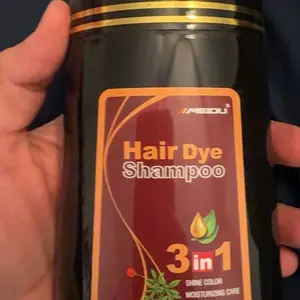 MEIDU
Hair Dye
Shampoo
3 in 1
SHINE COLOR
MOISTURIZING CARE